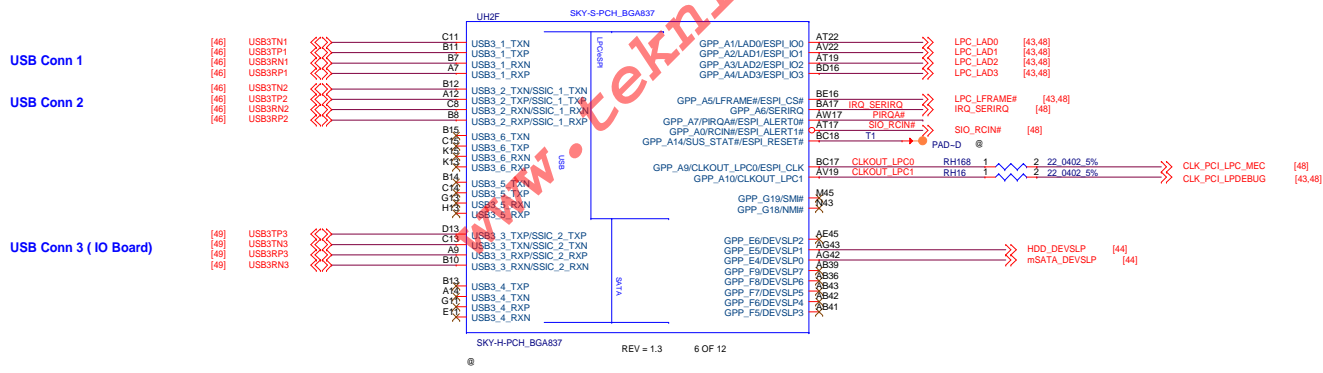 UH2F
SKY-S-PCH_BGA837
USB Conn 1
[46] USB3TN1 C11 USB3_1_TXN
[46] USB3TP1 B11 USB3_1_TXP
[46] USB3RN1 B7 USB3_1_RXN
[46] USB3RP1 A7 USB3_1_RXP
USB Conn 2
[46] USB3TN2 B12 USB3_2_TXN/SSIC_1_TXN
[46] USB3TP2 A12 USB3_2_TXP/SSIC_1_TXP
[46] USB3RN2 C8 USB3_2_RXN/SSIC_1_RXN
[46] USB3RP2 B8 USB3_2_RXP/SSIC_1_RXP
B15 USB3_6_TXN
C15 USB3_6_TXP
K15 USB3_6_RXN
K13 USB3_6_RXP
B14 USB3_5_TXN
C14 USB3_5_TXP
G13 USB3_5_RXN
H13 USB3_5_RXP
USB Conn 3 ( IO Board)
[49] USB3TP3 D13 USB3_3_TXP/SSIC_2_TXP
[49] USB3TN3 C13 USB3_3_TXN/SSIC_2_TXN
[49] USB3RP3 A9 USB3_3_RXP/SSIC_2_RXP
[49] USB3RN3 B10 USB3_3_RXN/SSIC_2_RXN
B13 USB3_4_TXP
A14 USB3_4_TXN
G11 USB3_4_RXP
E11 USB3_4_RXN
LPC/eSPI
USB
SATA
GPP_A1/LAD0/ESPI_IO0 AT22 LPC_LAD0 [43,48]
GPP_A2/LAD1/ESPI_IO1 AV22 LPC_LAD1 [43,48]
GPP_A3/LAD2/ESPI_IO2 AT19 LPC_LAD2 [43,48]
GPP_A4/LAD3/ESPI_IO3 BD16 LPC_LAD3 [43,48]
GPP_A5/LFRAME#/ESPI_CS# BE16 LPC_LFRAME# [43,48]
GPP_A6/SERIRQ BA17 IRQ_SERIRQ IRQ_SERIRQ [48]
GPP_A7/PIRQA#/ESPI_ALERT0# AW17 PIRQA#
GPP_A0/RCIN#/ESPI_ALERT1# AT17 SIO_RCIN# SIO_RCIN# [48]
GPP_A14/SUS_STAT#/ESPI_RESET# BC18 T1 PAD~D @
GPP_A9/CLKOUT_LPC0/ESPI_CLK BC17 CLKOUT_LPC0 RH168 1 2 22_0402_5% CLK_PCI_LPC_MEC [48]
GPP_A10/CLKOUT_LPC1 AV19 CLKOUT_LPC1 RH16 1 2 22_0402_5% CLK_PCI_LPDEBUG [43,48]
GPP_G19/SMI# M45
GPP_G18/NMI# N43
GPP_E6/DEVSLP2 AE45
GPP_E5/DEVSLP1 AG43 HDD_DEVSLP [44]
GPP_E4/DEVSLP0 AG42 mSATA_DEVSLP [44]
GPP_F9/DEVSLP7 AB39
GPP_F8/DEVSLP6 AB36
GPP_F7/DEVSLP5 AB43
GPP_F6/DEVSLP4 AB42
GPP_F5/DEVSLP3 AB41
SKY-H-PCH_BGA837
REV = 1.3 6 OF 12
@
www.tekni